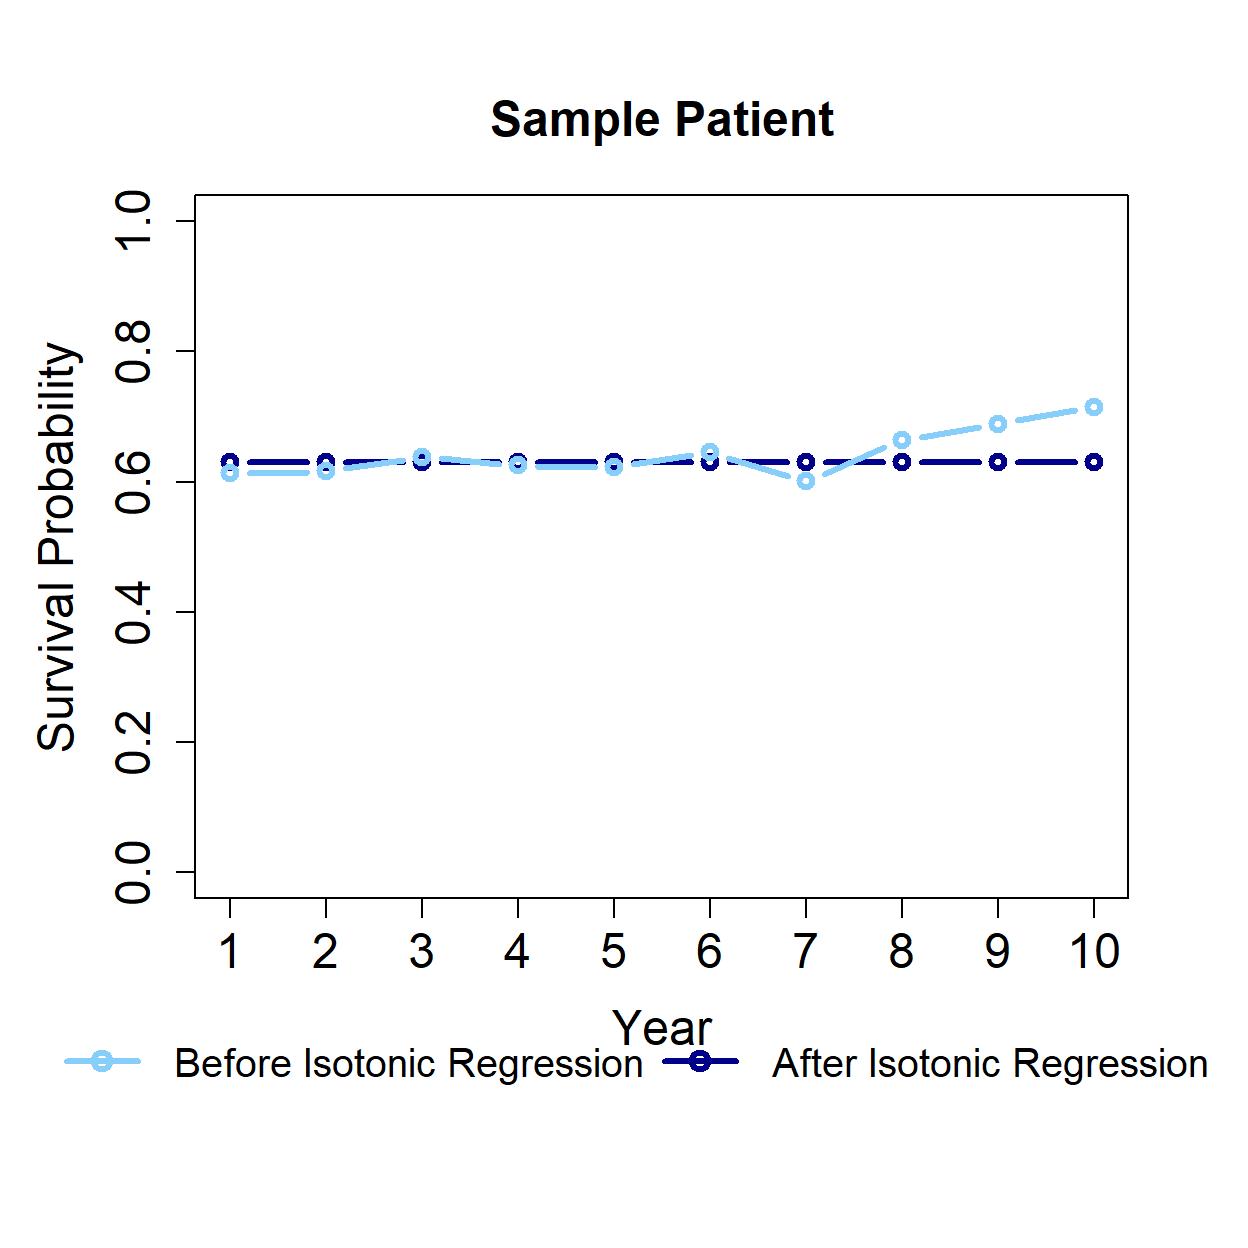 Sample Patient
Survival Probability
1.0
0.8
0.6
0.4
0.2
0.0
1 2 3 4 5 6 7 8 9 10
Year
Before Isotonic Regression After Isotonic Regression